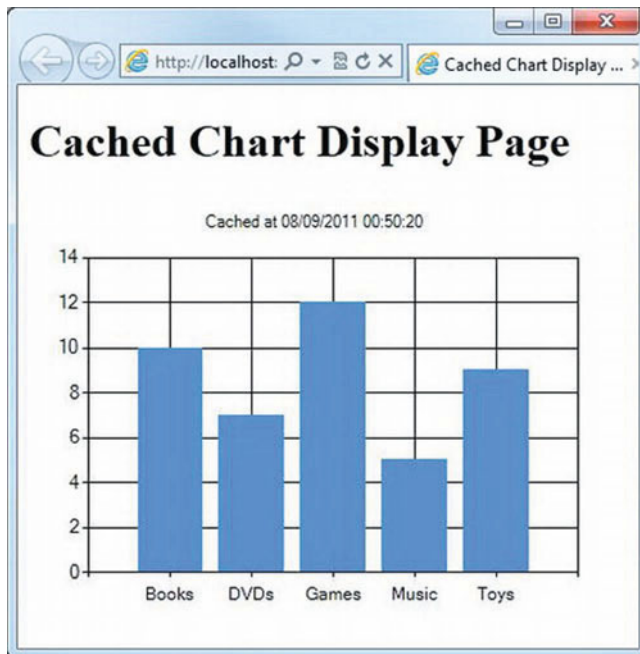 http://localhost:
Cached Chart Display ...
Cached Chart Display Page
Cached at 08/09/2011 00:50:20
14
12
10
8
6
4
2
0
Books DVDs Games Music Toys